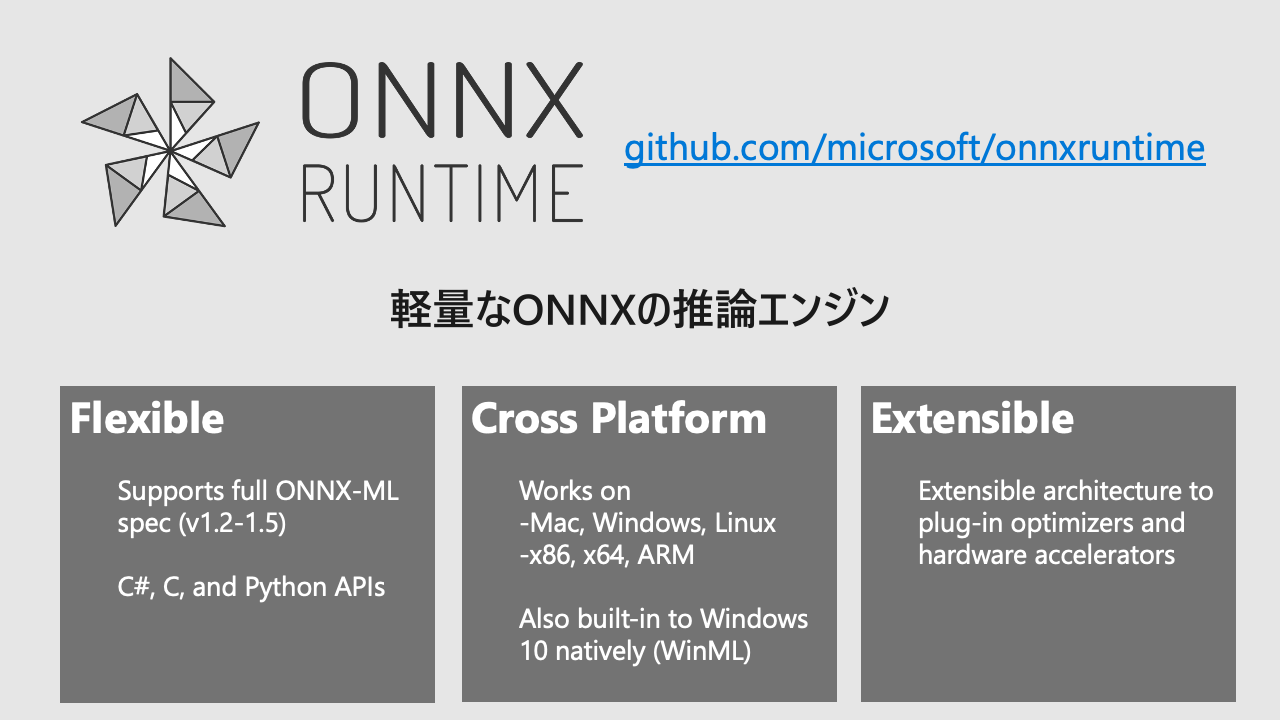 ONNX
RUNTIME
github.com/microsoft/onnxruntime
軽量なONNXの推論エンジン
Flexible
Supports full ONNX-ML
spec (v1.2-1.5)
C#, C, and Python APIs
Cross Platform
Works on
-Mac, Windows, Linux
-x86, x64, ARM
Also built-in to Windows
10 natively (WinML)
Extensible
Extensible architecture to
plug-in optimizers and
hardware accelerators